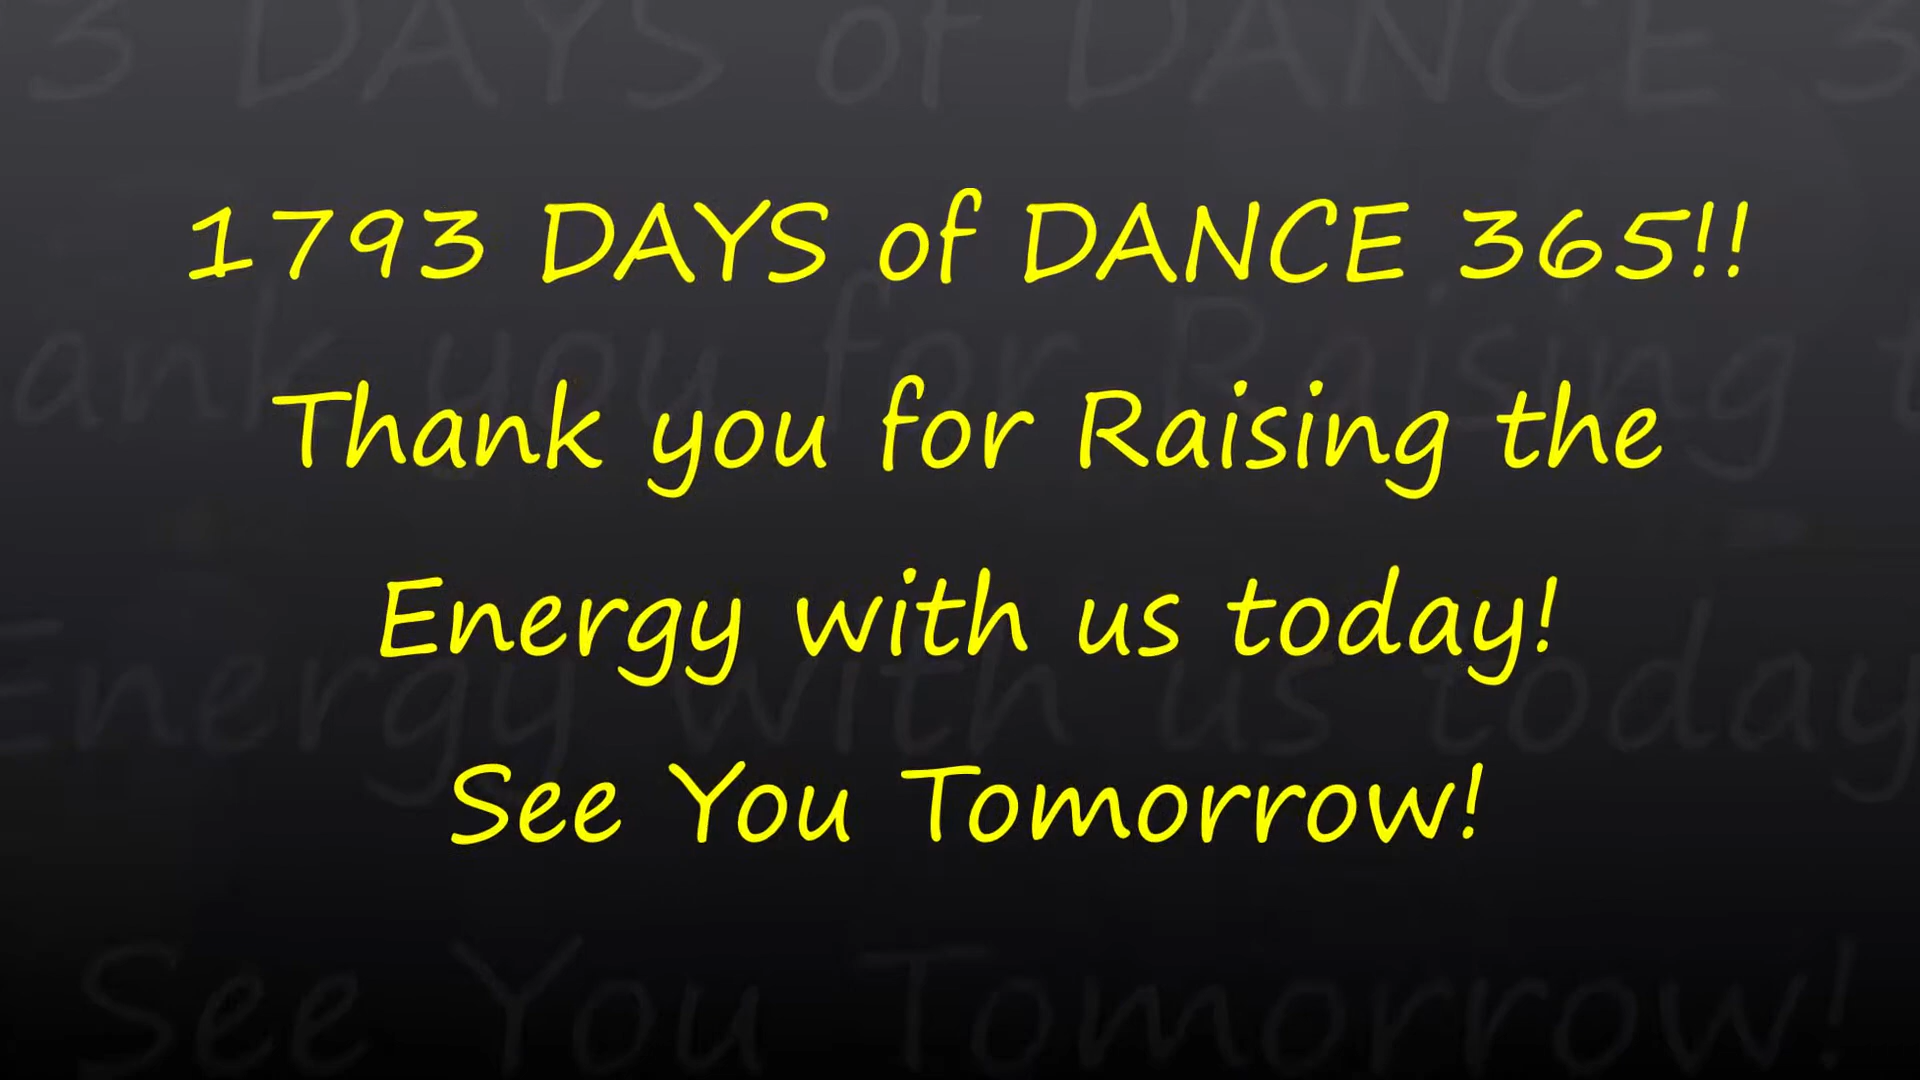 1793 DAYS of DANCE 365!!
Thank you for Raising the
Energy with us today!
See You Tomorrow!